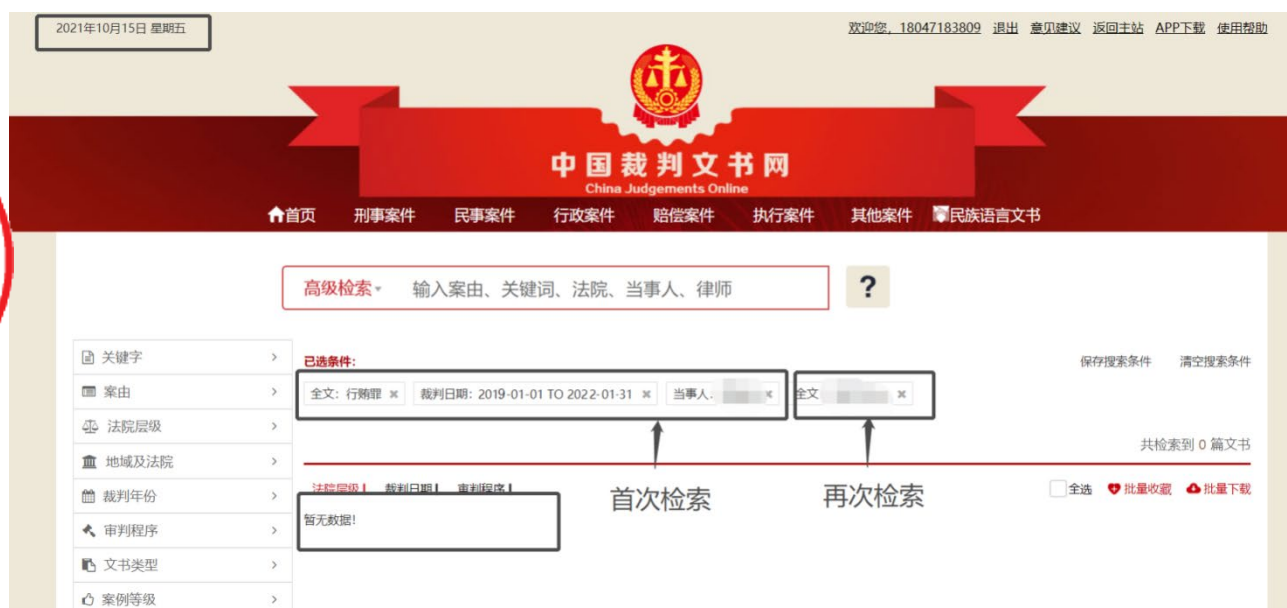 2021年10月15日 星期五
欢迎您，18047183809 退出 意见建议 返回主站 APP下载 使用帮助
中国裁判文书网
China Judgements Online
首页 刑事案件 民事案件 行政案件 赔偿案件 执行案件 其他案件 民族语言文书
高级检索 输入案由、关键词、法院、当事人、律师 ?
关键字
已选条件：
保存搜索条件 清空搜索条件
案由
全文：行贿罪 × 裁判日期：2019-01-01 TO 2022-01-31 × 当事人: × 全文 ×
法院层级
共检索到 0 篇文书
地域及法院
法院层级 裁判日期 审判程序
全选 批量收藏 批量下载
裁判年份
首次检索 再次检索
暂无数据!
审判程序
文书类型
案例等级